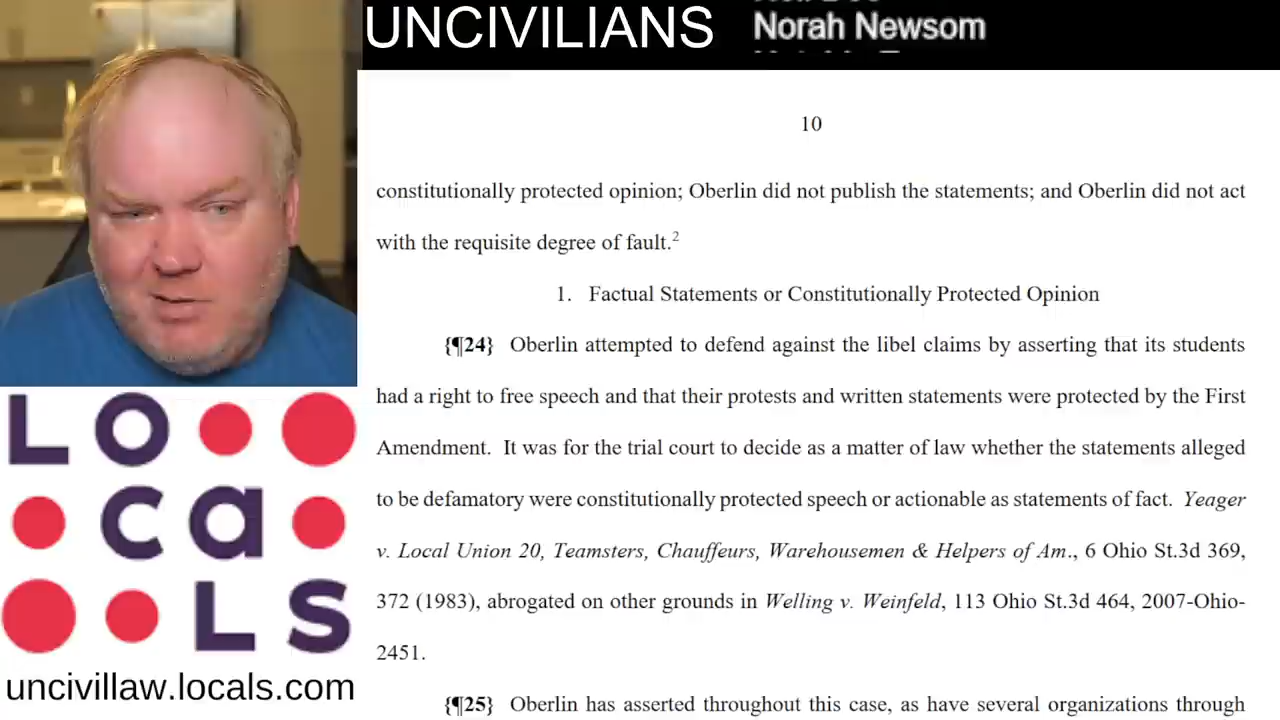 UNCIVILIANS
Norah Newsom
10
constitutionally protected opinion; Oberlin did not publish the statements; and Oberlin did not act
with the requisite degree of fault.2
1. Factual Statements or Constitutionally Protected Opinion
{¶24} Oberlin attempted to defend against the libel claims by asserting that its students
had a right to free speech and that their protests and written statements were protected by the First
Amendment. It was for the trial court to decide as a matter of law whether the statements alleged
to be defamatory were constitutionally protected speech or actionable as statements of fact. Yeager
v. Local Union 20, Teamsters, Chauffeurs, Warehousemen & Helpers of Am., 6 Ohio St.3d 369,
372 (1983), abrogated on other grounds in Welling v. Weinfeld, 113 Ohio St.3d 464, 2007-Ohio-
2451.
{¶25} Oberlin has asserted throughout this case, as have several organizations through
LO
ca
LS
uncivillaw.locals.com